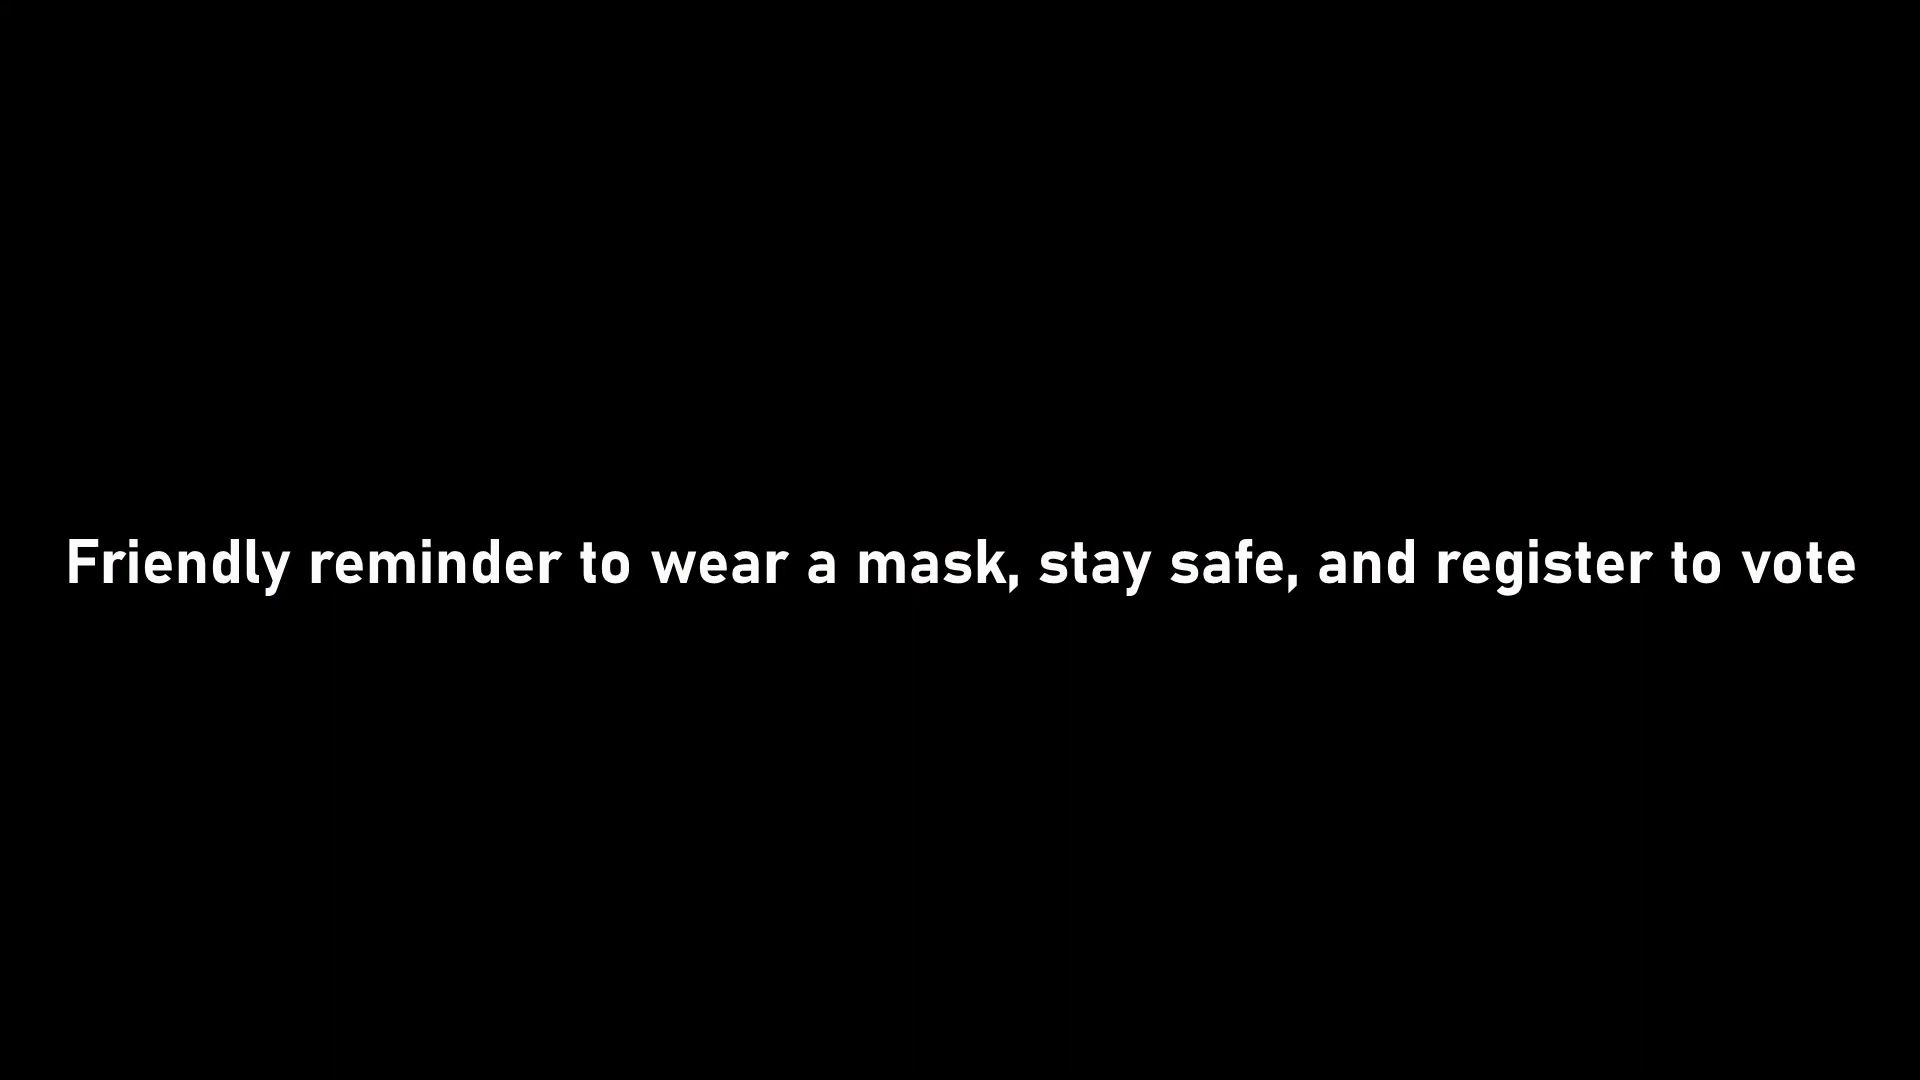 Friendly reminder to wear a mask, stay safe, and register to vote